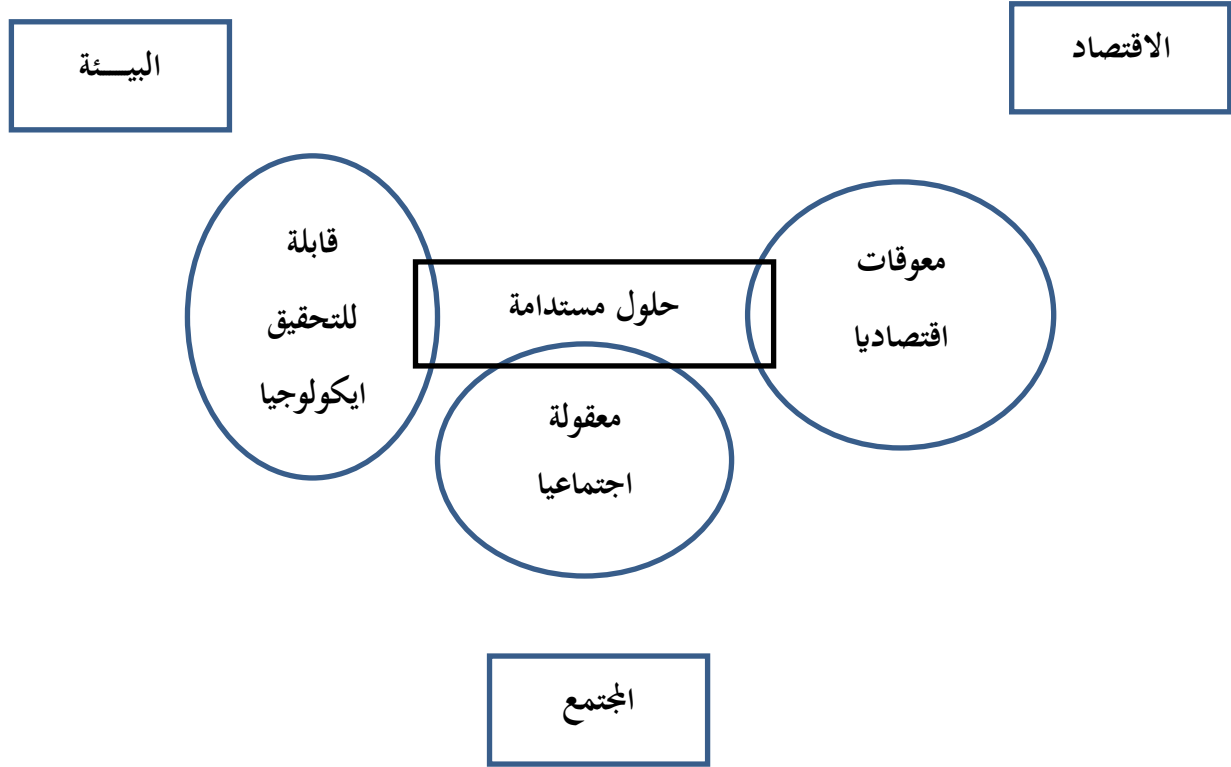 الاقتصاد
البيـــئة
قابلة
للتحقيق
ايكولوجيا
حلول مستدامة
معوقات
اقتصاديا
معقولة
اجتماعيا
المجتمع